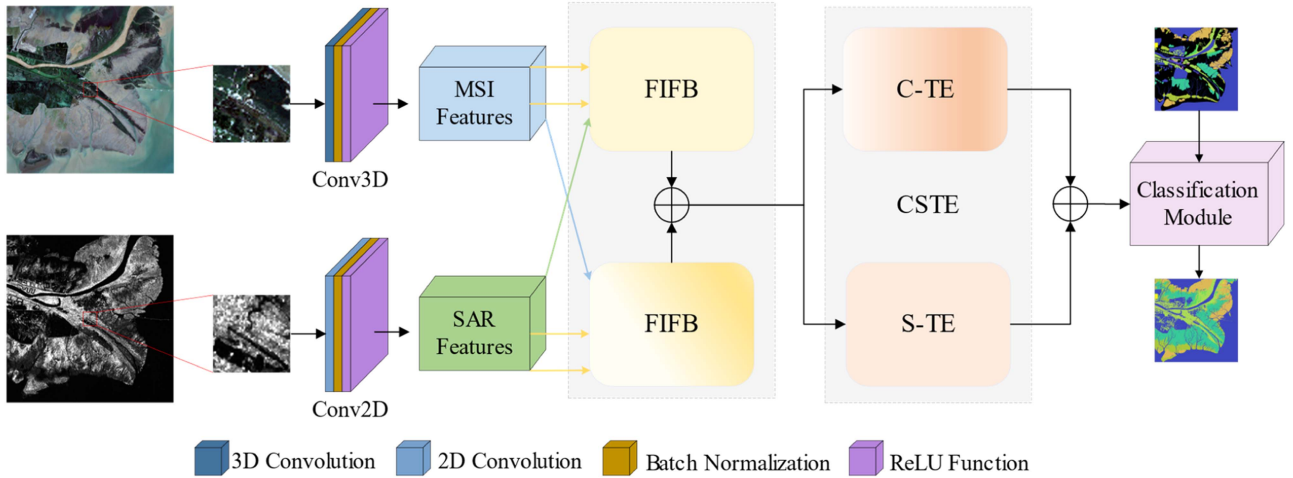 Conv3D
MSI
Features
FIFB
C-TE
CSTE
Classification
Module
Conv2D
SAR
Features
FIFB
S-TE
3D Convolution
2D Convolution
Batch Normalization
ReLU Function